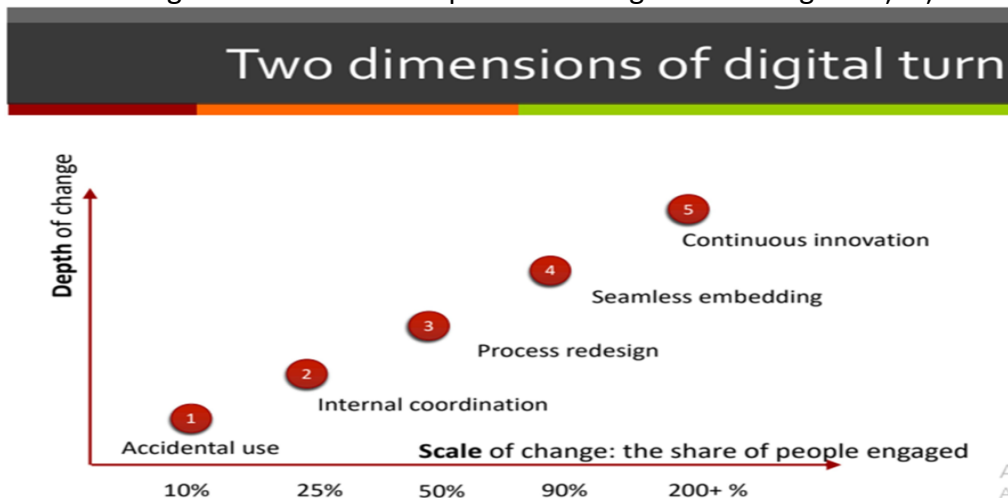 Two dimensions of digital turn
Depth of change
5
Continuous innovation
4
Seamless embedding
3
Process redesign
2
Internal coordination
1
Accidental use
Scale of change: the share of people engaged
10% 25% 50% 90% 200+ %